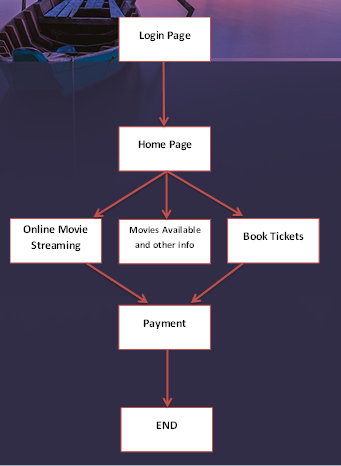 Login Page
Home Page
Online Movie
Streaming
Movies Available
and other info
Book Tickets
Payment
END